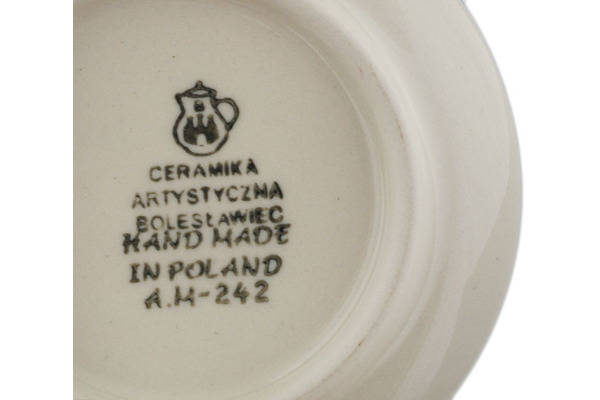 CERAMIKA
ARTYSTYCZNA
BOLESŁAWIEC
HAND MADE
IN POLAND
A.M-242